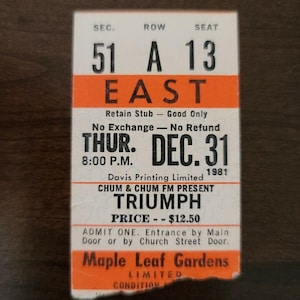 SEC. ROW SEAT
51 A 13
EAST
Retain Stub — Good Only
No Exchange — No Refund
THUR. DEC. 31
8:00 P.M. 1981
Davis Printing Limited
CHUM & CHUM FM PRESENT
TRIUMPH
PRICE - - $12.50
ADMIT ONE. Entrance by Main
Door or by Church Street Door.
Maple Leaf Gardens
LIMITED
CONDITION